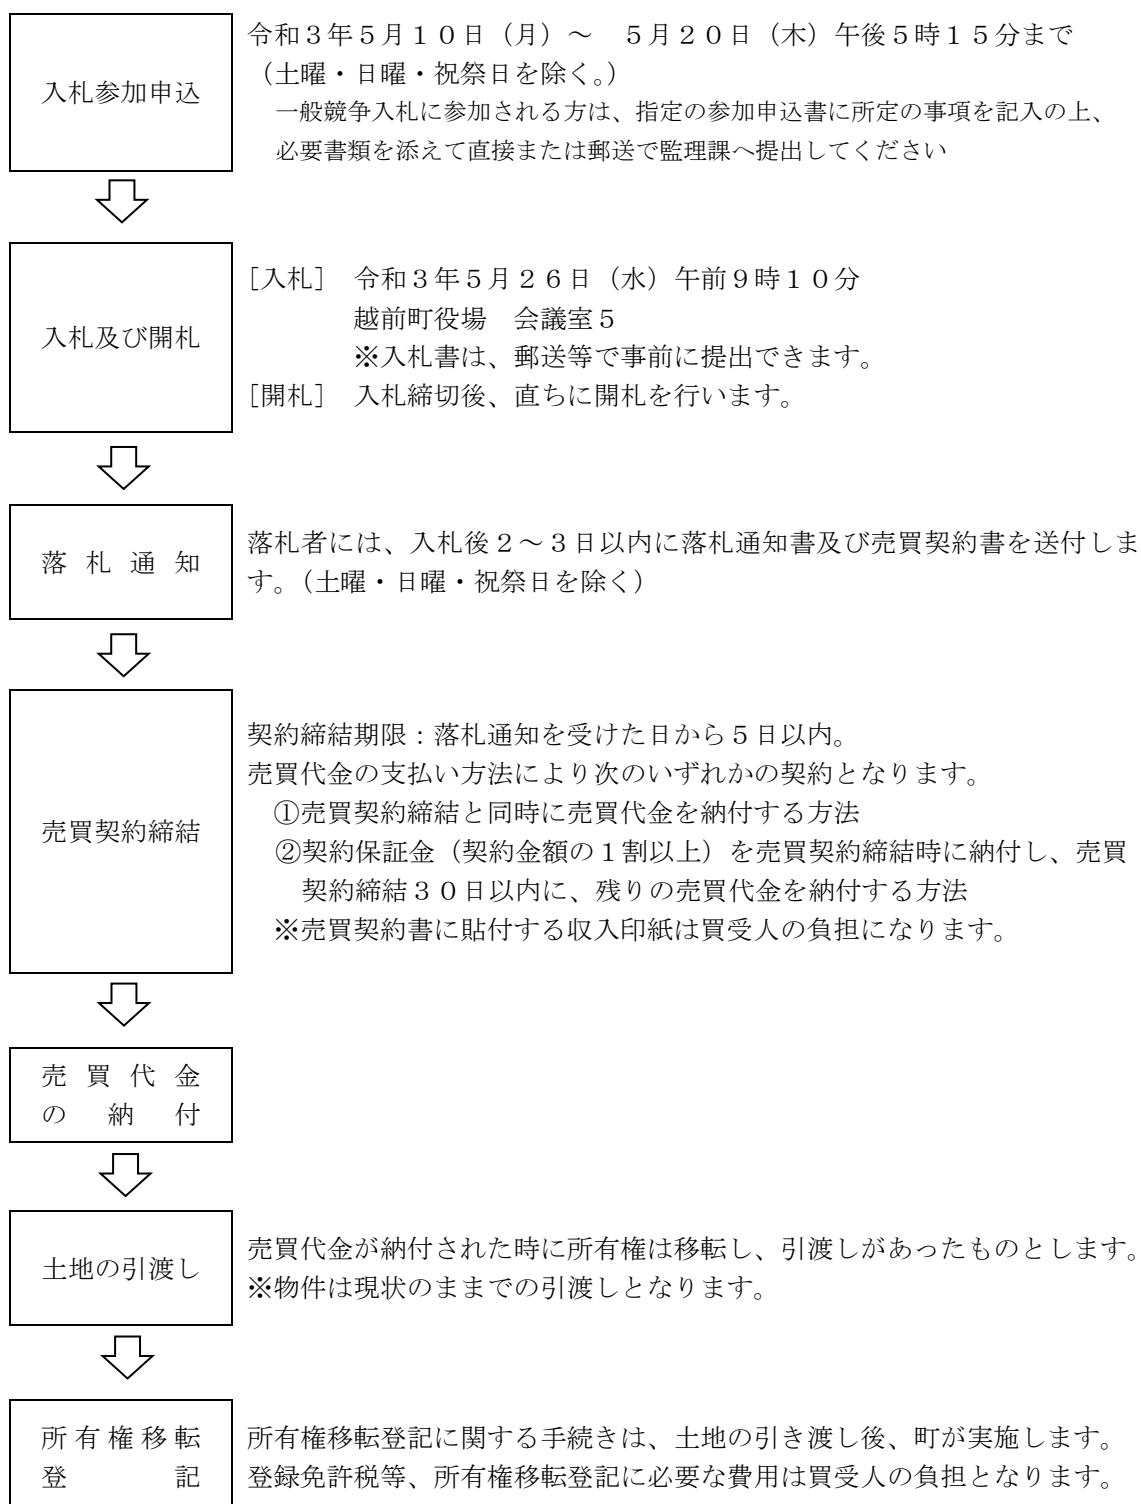 入札参加申込
令和３年５月１０日（月）～　５月２０日（木）午後５時１５分まで
（土曜・日曜・祝祭日を除く。）
一般競争入札に参加される方は、指定の参加申込書に所定の事項を記入の上、
必要書類を添えて直接または郵送で監理課へ提出してください
入札及び開札
［入札］　令和３年５月２６日（水）午前９時１０分
越前町役場　会議室５
※入札書は、郵送等で事前に提出できます。
［開札］　入札締切後、直ちに開札を行います。
落札通知
落札者には、入札後２～３日以内に落札通知書及び売買契約書を送付しま
す。（土曜・日曜・祝祭日を除く）
売買契約締結
契約締結期限：落札通知を受けた日から５日以内。
売買代金の支払い方法により次のいずれかの契約となります。
①売買契約締結と同時に売買代金を納付する方法
②契約保証金（契約金額の１割以上）を売買契約締結時に納付し、売買
契約締結３０日以内に、残りの売買代金を納付する方法
※売買契約書に貼付する収入印紙は買受人の負担になります。
売買代金
の納付
土地の引渡し
売買代金が納付された時に所有権は移転し、引渡しがあったものとします。
※物件は現状のままでの引渡しとなります。
所有権移転
登記
所有権移転登記に関する手続きは、土地の引き渡し後、町が実施します。
登録免許税等、所有権移転登記に必要な費用は買受人の負担となります。